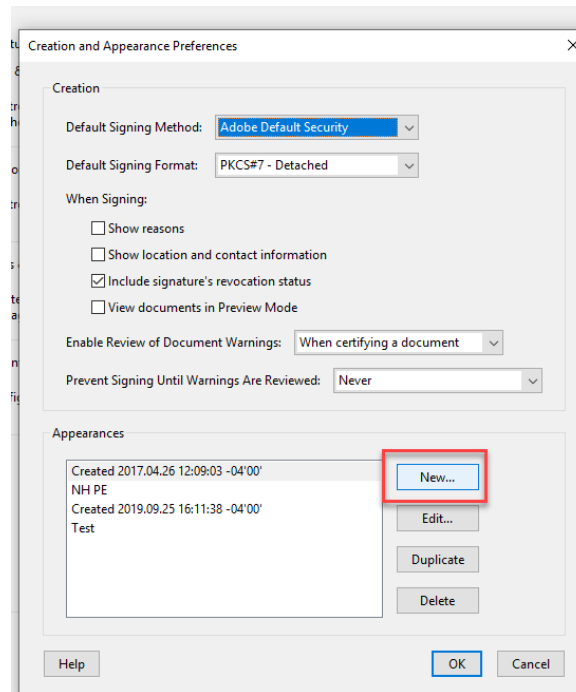 Creation and Appearance Preferences
Creation
Default Signing Method: Adobe Default Security
Default Signing Format: PKCS#7 - Detached
When Signing:
Show reasons
Show location and contact information
Include signature's revocation status
View documents in Preview Mode
Enable Review of Document Warnings: When certifying a document
Prevent Signing Until Warnings Are Reviewed: Never
Appearances
Created 2017.04.26 12:09:03 -04'00'
New...
NH PE
Created 2019.09.25 16:11:38 -04'00'
Edit...
Test
Duplicate
Delete
Help
OK
Cancel